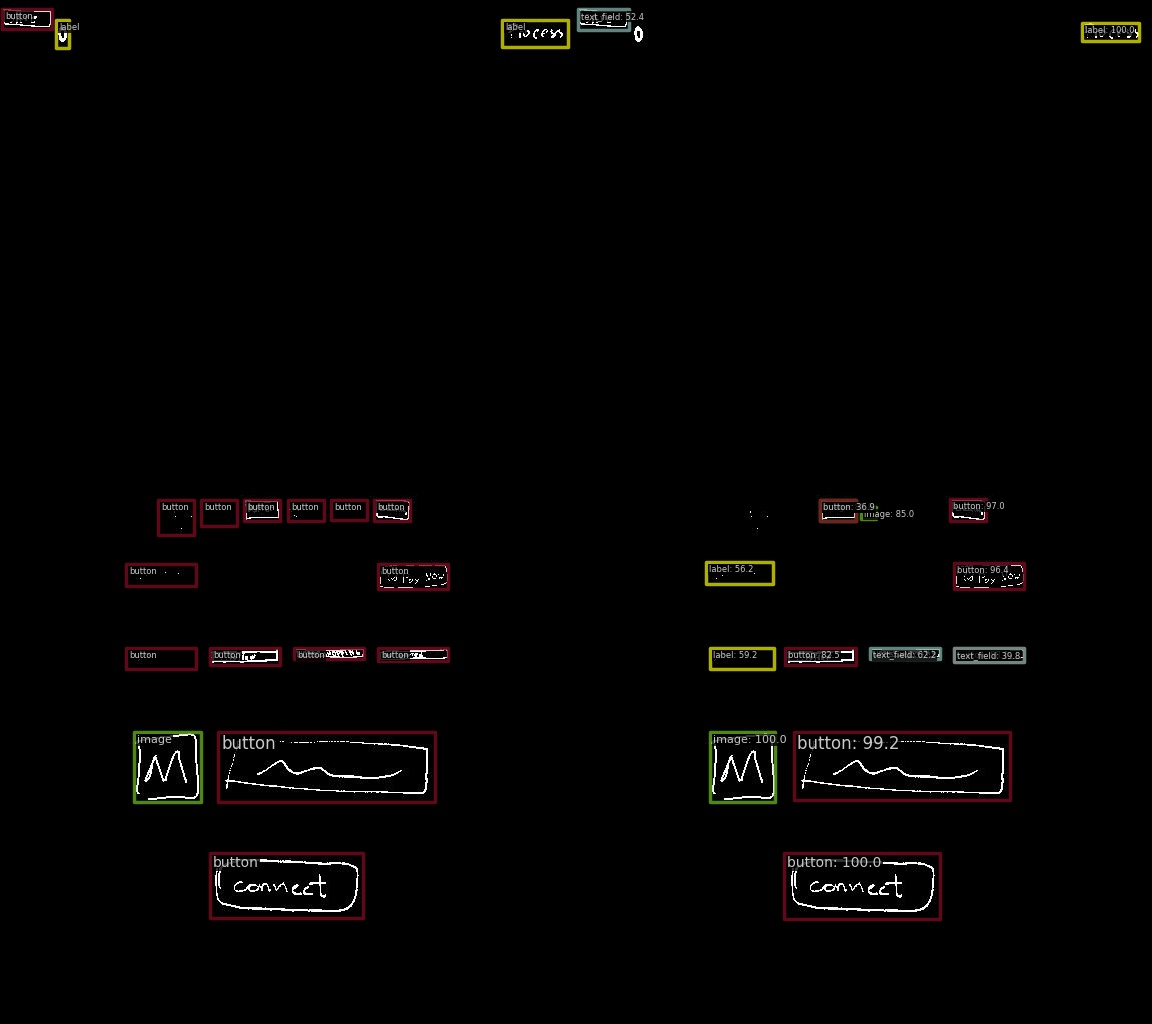 button text_field: 52.4
label label label: 100.0
button button button button button button button: 36.9 image: 85.0 button: 97.0
button button label: 56.2 button: 96.4
button button button button label: 59.2 button: 82.5 text_field: 62.2 text_field: 39.8
image button image: 100.0 button: 99.2
button button: 100.0
connect connect